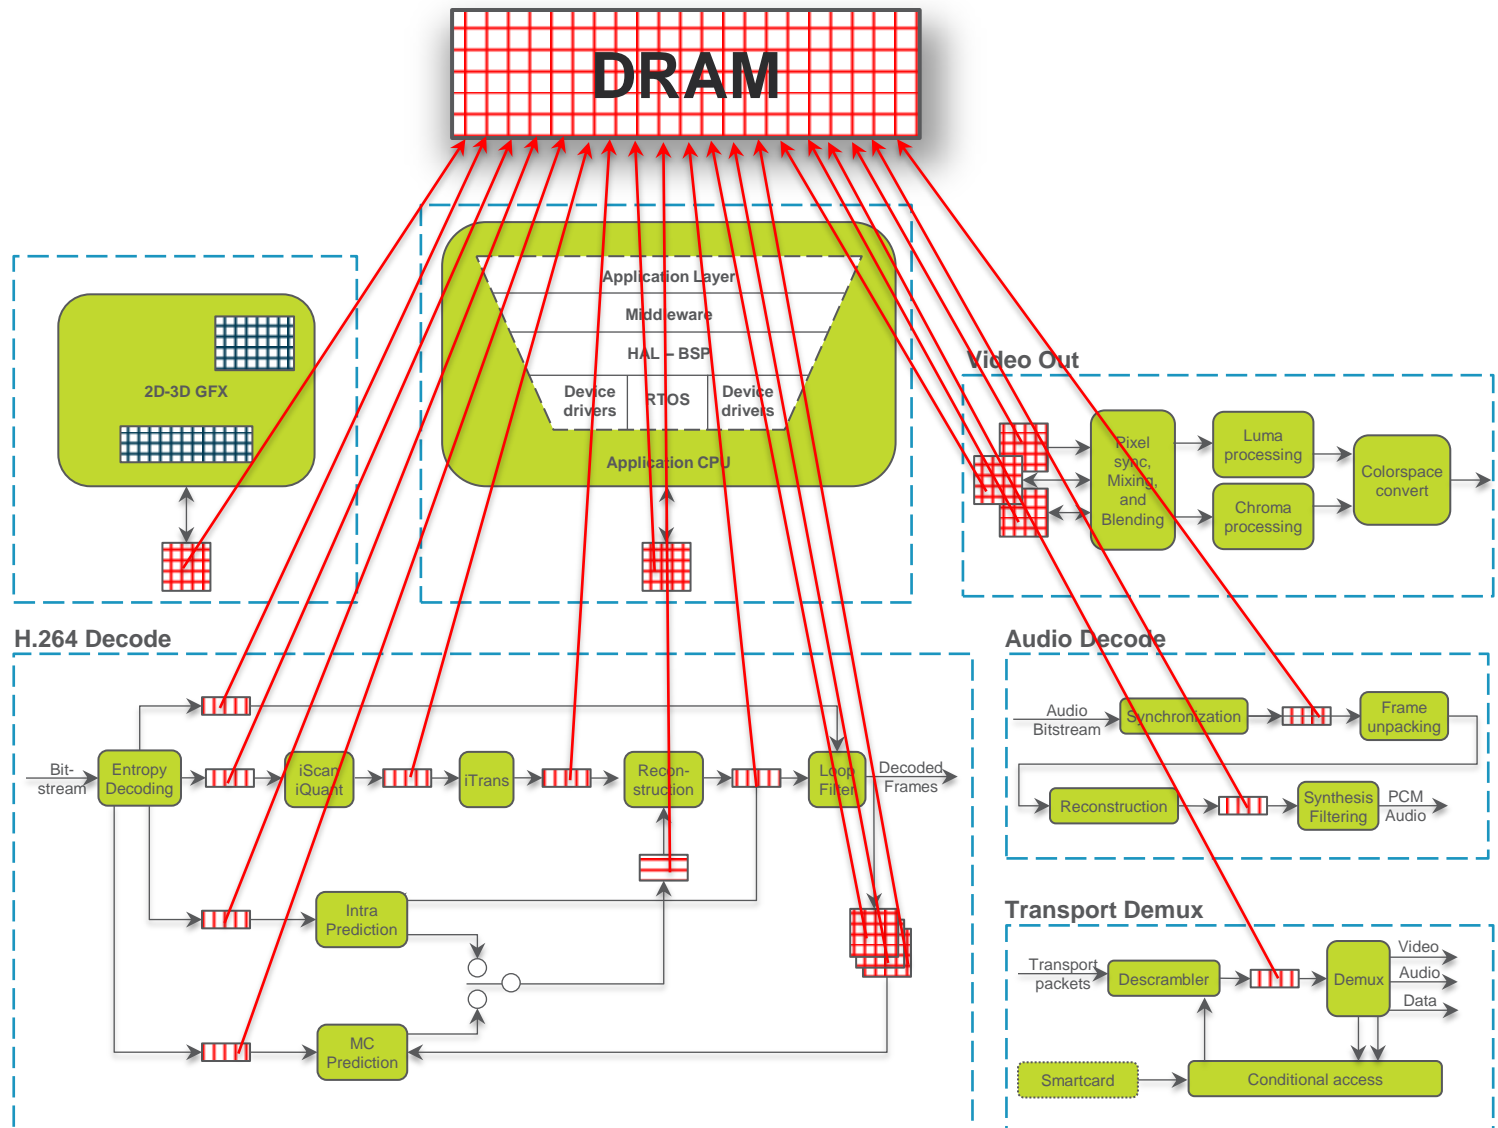 DRAM
2D-3D GFX
Application Layer
Middleware
HAL – BSP
Device
drivers
RTOS
Device
drivers
Application CPU
Video Out
Pixel
sync,
Mixing,
and
Blending
Luma
processing
Chroma
processing
Colorspace
convert
H.264 Decode
Bit-
stream
Entropy
Decoding
iScan
iQuant
iTrans
Recon-
struction
Loop
Filter
Decoded
Frames
Intra
Prediction
MC
Prediction
Audio Decode
Audio
Bitstream
Synchronization
Frame
unpacking
Reconstruction
Synthesis
Filtering
PCM
Audio
Transport Demux
Transport
packets
Descrambler
Demux
Video
Audio
Data
Smartcard
Conditional access